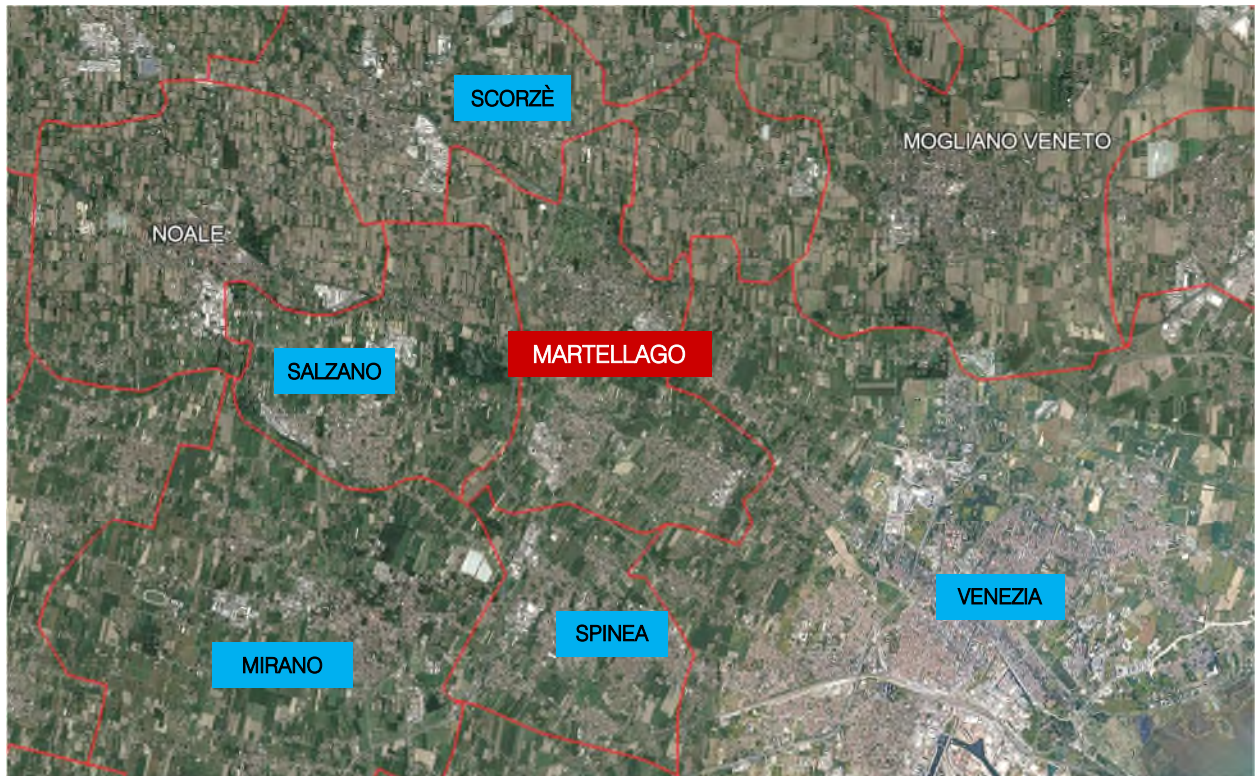 SCORZÈ
MOGLIANO VENETO
NOALE
MARTELLAGO
SALZANO
VENEZIA
SPINEA
MIRANO